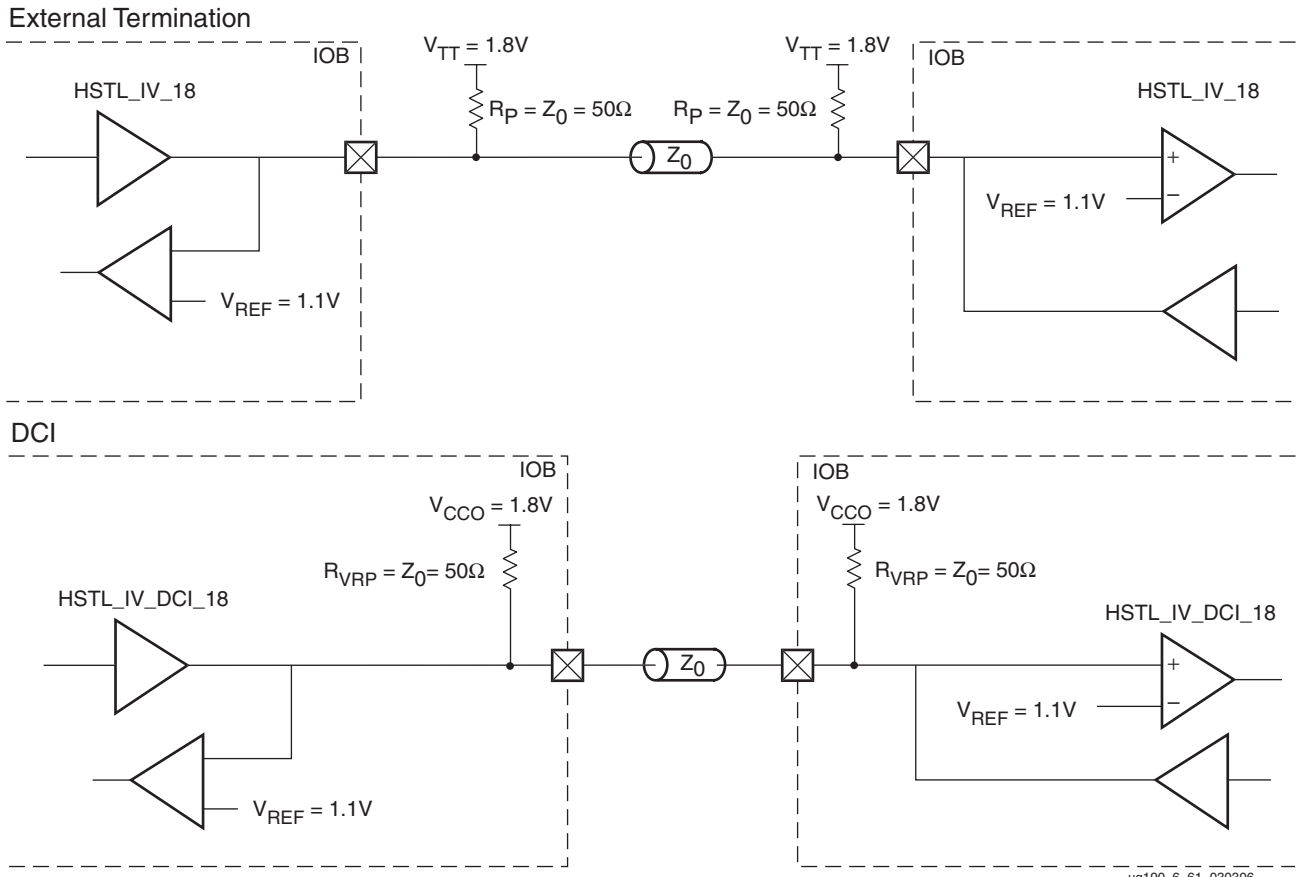 External Termination
IOB
V_TT = 1.8V
V_TT = 1.8V
IOB
HSTL_IV_18
HSTL_IV_18
R_P = Z_0 = 50Ω
R_P = Z_0 = 50Ω
Z_0
+
−
V_REF = 1.1V
V_REF = 1.1V
DCI
IOB
IOB
V_CCO = 1.8V
V_CCO = 1.8V
R_VRP = Z_0= 50Ω
R_VRP = Z_0= 50Ω
HSTL_IV_DCI_18
HSTL_IV_DCI_18
Z_0
+
−
V_REF = 1.1V
V_REF = 1.1V
ug190_6_61_030306